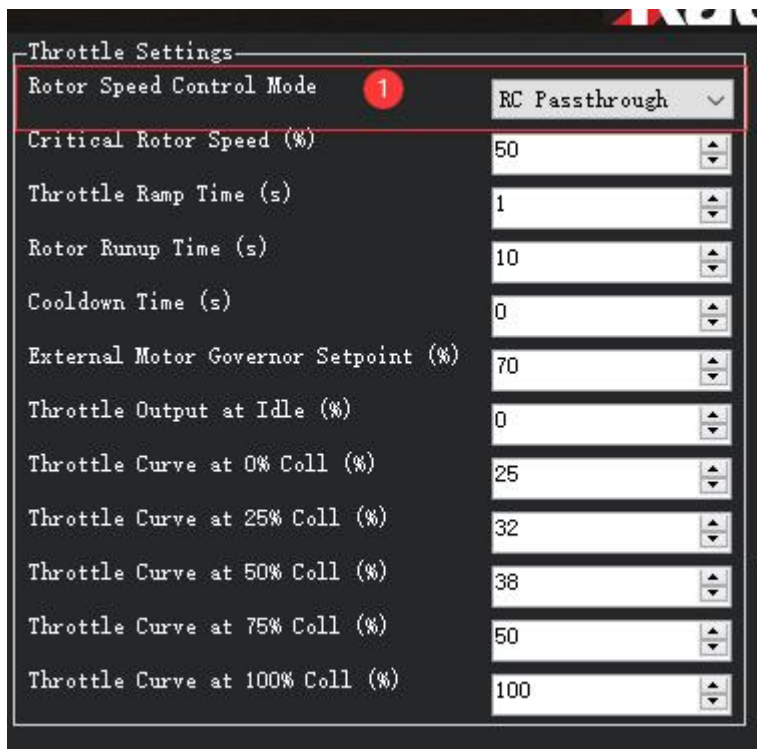 Throttle Settings
Rotor Speed Control Mode 1 RC Passthrough
Critical Rotor Speed (%) 50
Throttle Ramp Time (s) 1
Rotor Runup Time (s) 10
Cooldown Time (s) 0
External Motor Governor Setpoint (%) 70
Throttle Output at Idle (%) 0
Throttle Curve at 0% Coll (%) 25
Throttle Curve at 25% Coll (%) 32
Throttle Curve at 50% Coll (%) 38
Throttle Curve at 75% Coll (%) 50
Throttle Curve at 100% Coll (%) 100